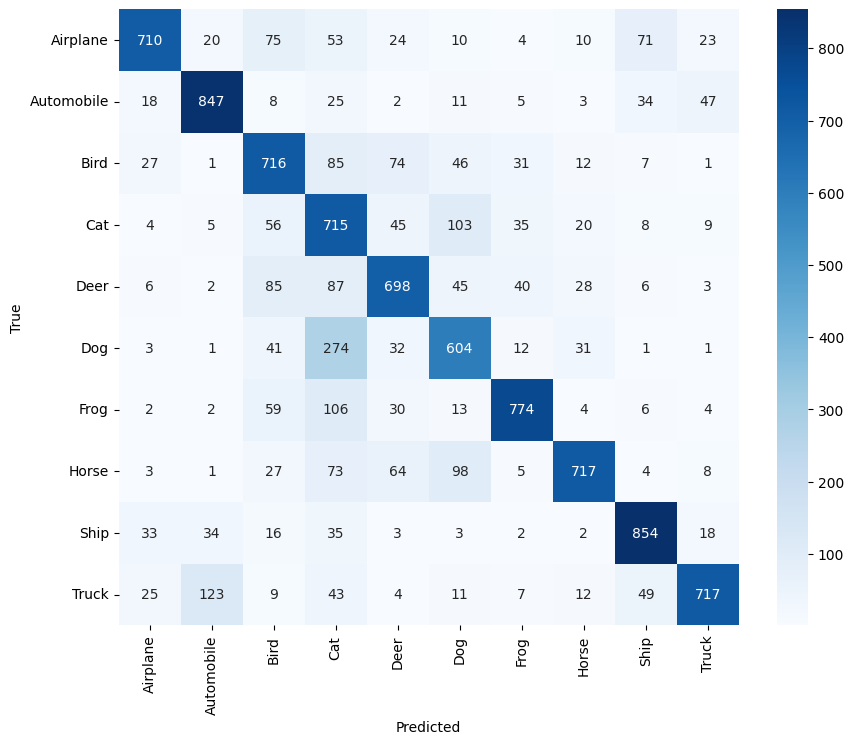 Airplane 710 20 75 53 24 10 4 10 71 23
Automobile 18 847 8 25 2 11 5 3 34 47
Bird 27 1 716 85 74 46 31 12 7 1
Cat 4 5 56 715 45 103 35 20 8 9
Deer 6 2 85 87 698 45 40 28 6 3
Dog 3 1 41 274 32 604 12 31 1 1
Frog 2 2 59 106 30 13 774 4 6 4
Horse 3 1 27 73 64 98 5 717 4 8
Ship 33 34 16 35 3 3 2 2 854 18
Truck 25 123 9 43 4 11 7 12 49 717
True
Airplane Automobile Bird Cat Deer Dog Frog Horse Ship Truck
Predicted
800
700
600
500
400
300
200
100